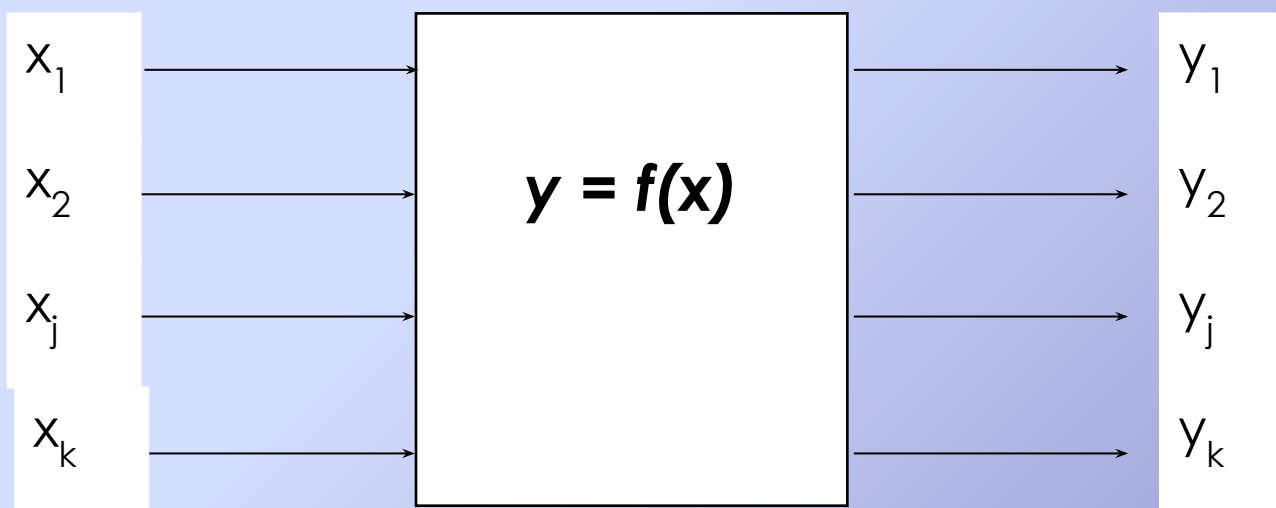 x₁
y₁
x₂
y = f(x)
y₂
xⱼ
yⱼ
xₖ
yₖ